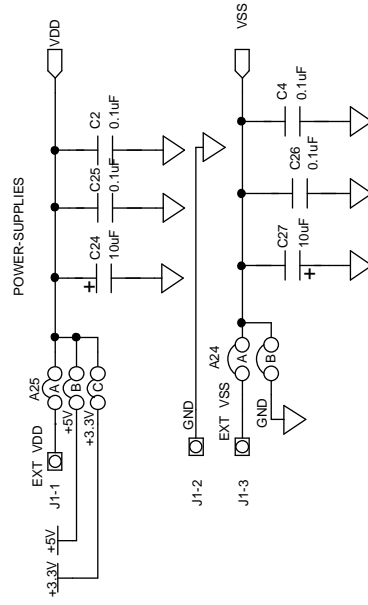 POWER-SUPPLIES
VDD
C2
0.1uF
C25
0.1uF
C24
10uF
+
A25
A
B
C
EXT VDD
+5V
+3.3V
J1-1
+5V
+3.3V
GND
J1-2
VSS
C4
0.1uF
C26
0.1uF
C27
10uF
+
A24
A
B
EXT VSS
GND
J1-3